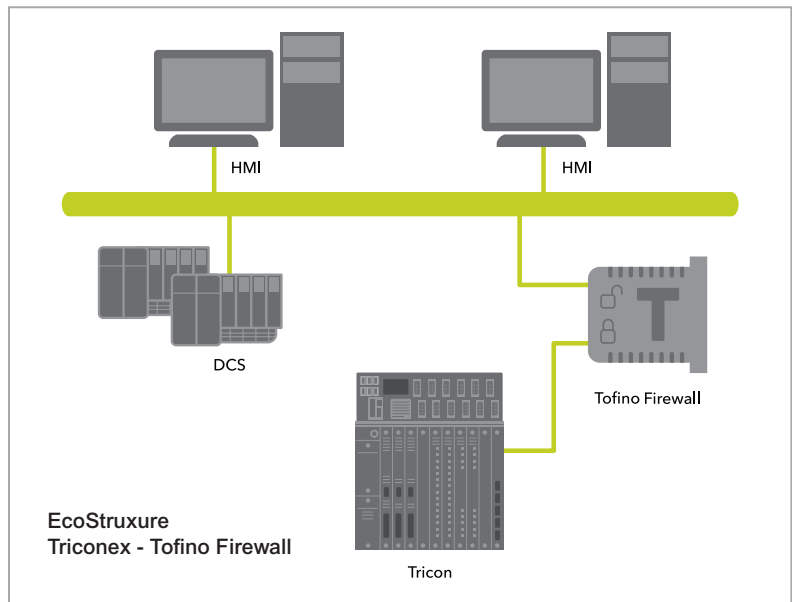 HMI
HMI
DCS
T
Tofino Firewall
Tricon
EcoStruxure
Triconex - Tofino Firewall